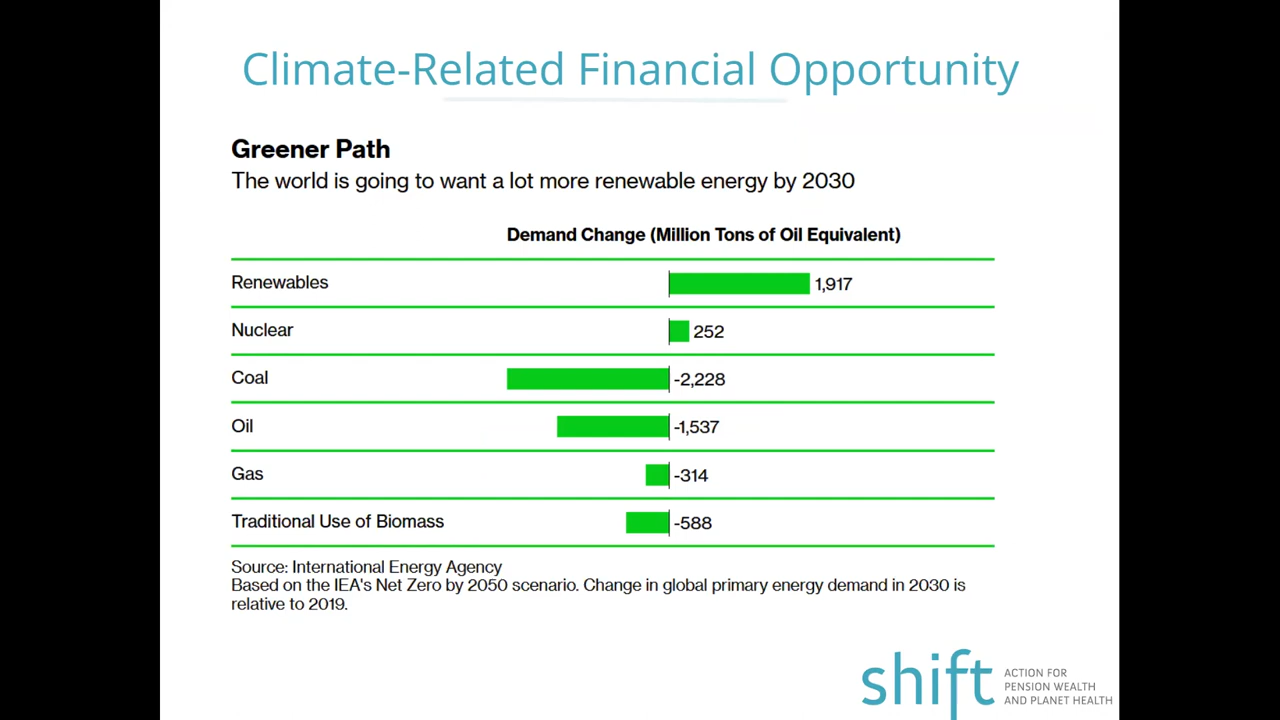 Climate-Related Financial Opportunity
Greener Path
The world is going to want a lot more renewable energy by 2030
Demand Change (Million Tons of Oil Equivalent)
Renewables 1,917
Nuclear 252
Coal -2,228
Oil -1,537
Gas -314
Traditional Use of Biomass -588
Source: International Energy Agency
Based on the IEA's Net Zero by 2050 scenario. Change in global primary energy demand in 2030 is
relative to 2019.
shift
ACTION FOR
PENSION WEALTH
AND PLANET HEALTH